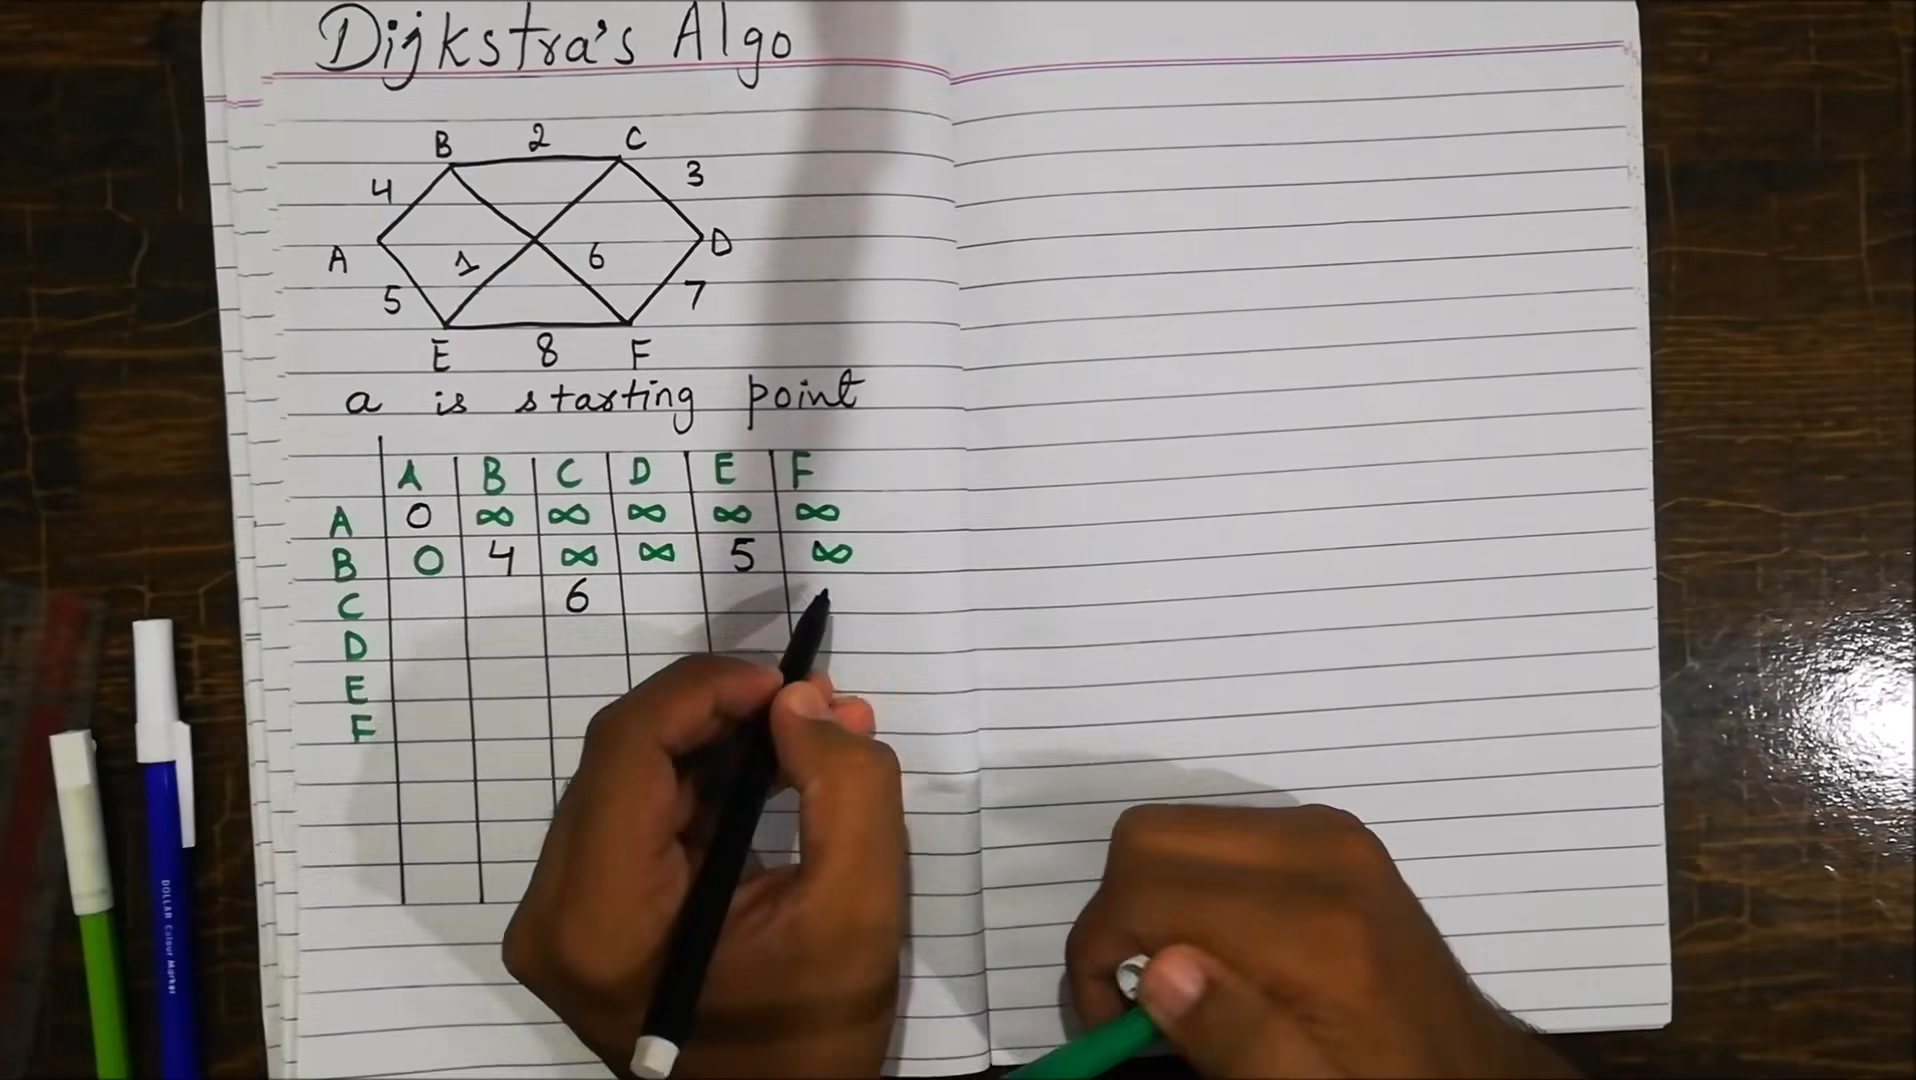 Dijkstra's Algo
B 2 C
4 3
A 1 6 D
5 7
E 8 F
a is starting point
A B C D E F
A 0 ∞ ∞ ∞ ∞ ∞
B 0 4 ∞ ∞ 5 ∞
C 6
D
E
F
DOLLAR Colour Marker